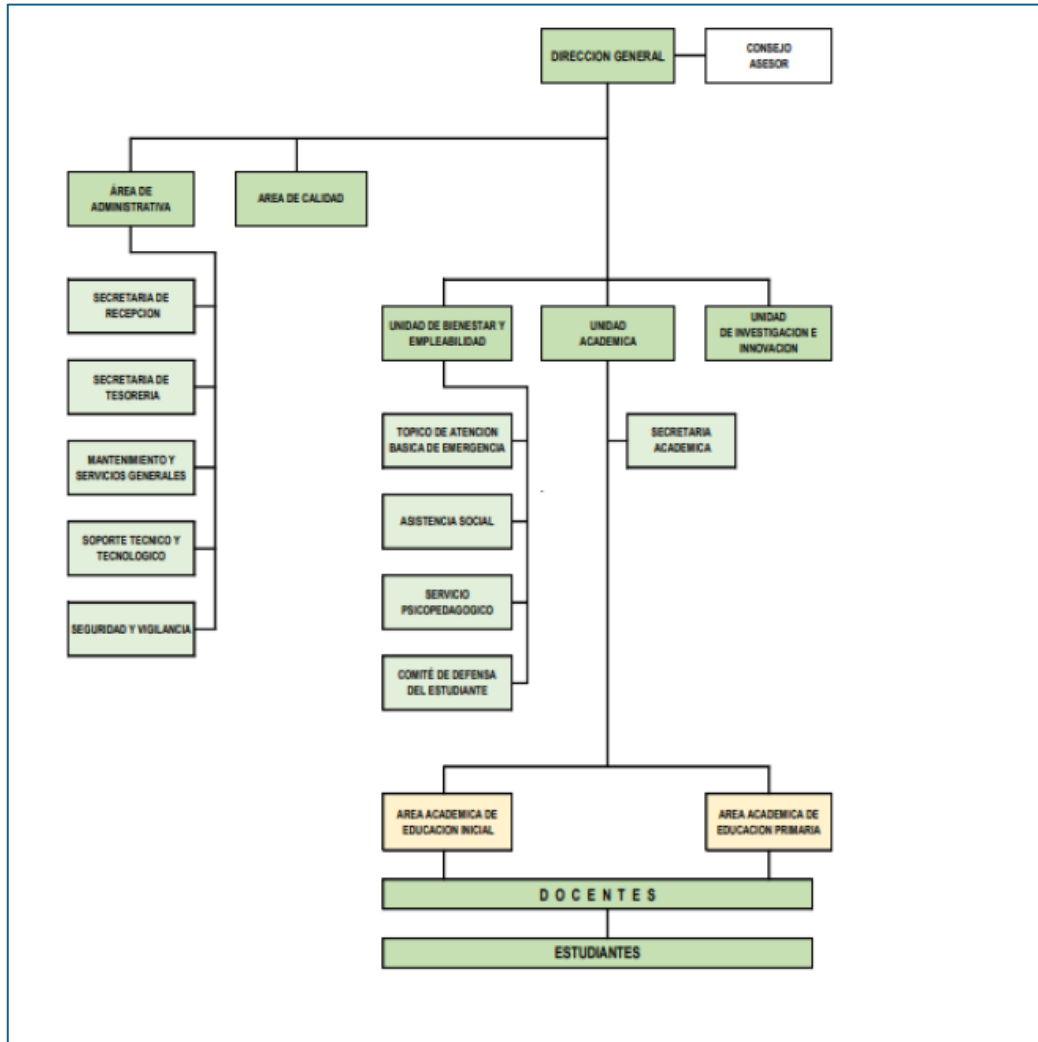 DIRECCION GENERAL
CONSEJO
ASESOR
ÁREA DE
ADMINISTRATIVA
AREA DE CALIDAD
SECRETARIA DE
RECEPCION
SECRETARIA DE
TESORERIA
MANTENIMIENTO Y
SERVICIOS GENERALES
SOPORTE TECNICO Y
TECNOLOGICO
SEGURIDAD Y VIGILANCIA
UNIDAD DE BIENESTAR Y
EMPLEABILIDAD
UNIDAD
ACADEMICA
UNIDAD
DE INVESTIGACION E
INNOVACION
TOPICO DE ATENCION
BASICA DE EMERGENCIA
ASISTENCIA SOCIAL
SERVICIO
PSICOPEDAGOGICO
COMITÉ DE DEFENSA
DEL ESTUDIANTE
SECRETARIA
ACADEMICA
AREA ACADEMICA DE
EDUCACION INICIAL
AREA ACADEMICA DE
EDUCACION PRIMARIA
DOCENTES
ESTUDIANTES